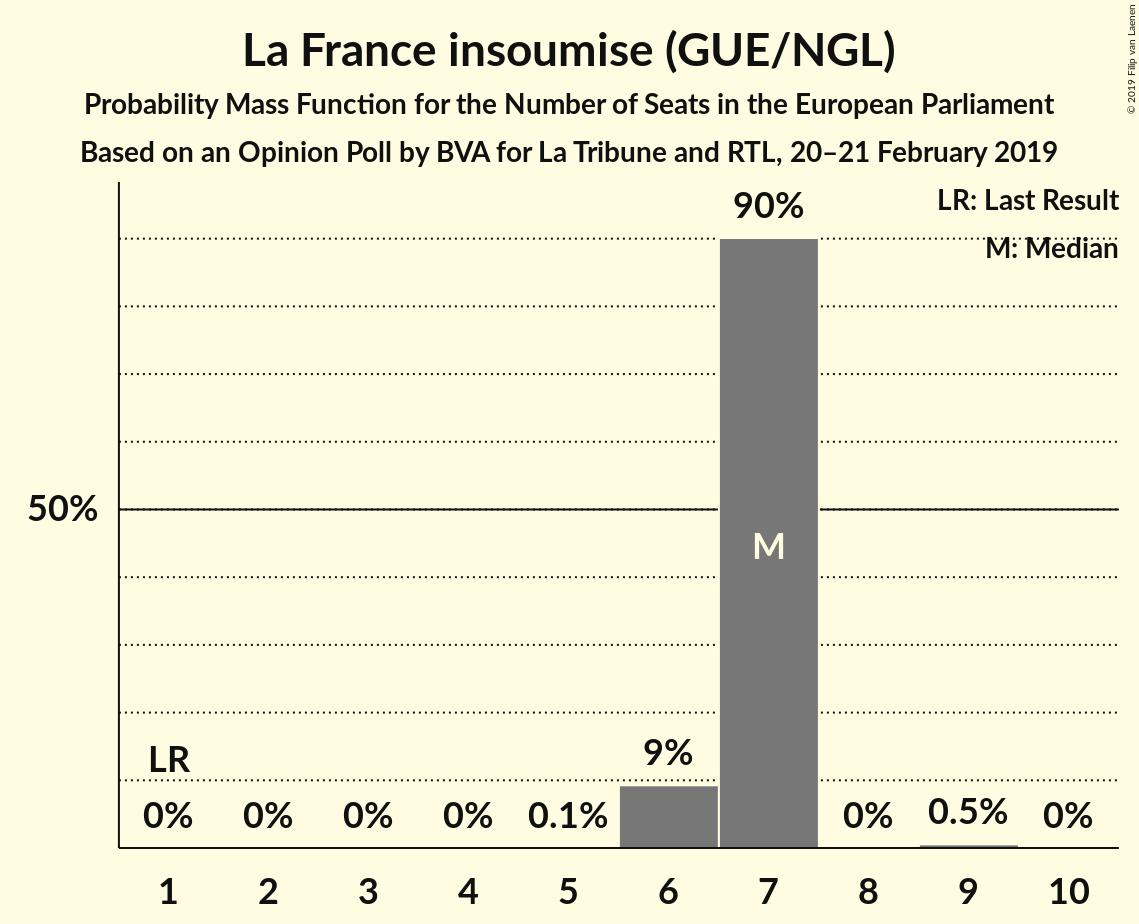 La France insoumise (GUE/NGL)
Probability Mass Function for the Number of Seats in the European Parliament
Based on an Opinion Poll by BVA for La Tribune and RTL, 20–21 February 2019
© 2019 Filip van Laenen
LR: Last Result
M: Median
90%
50%
M
LR
9%
0% 0% 0% 0% 0.1% 0% 0.5% 0%
1 2 3 4 5 6 7 8 9 10